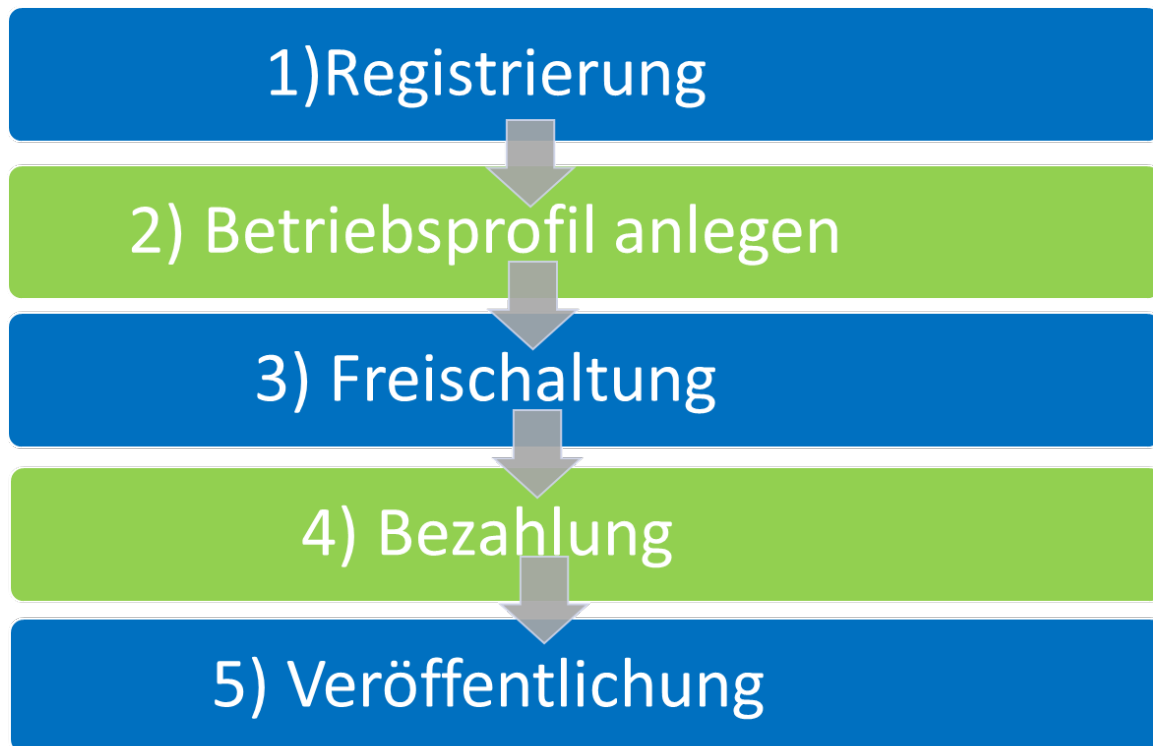 1)Registrierung
2) Betriebsprofil anlegen
3) Freischaltung
4) Bezahlung
5) Veröffentlichung